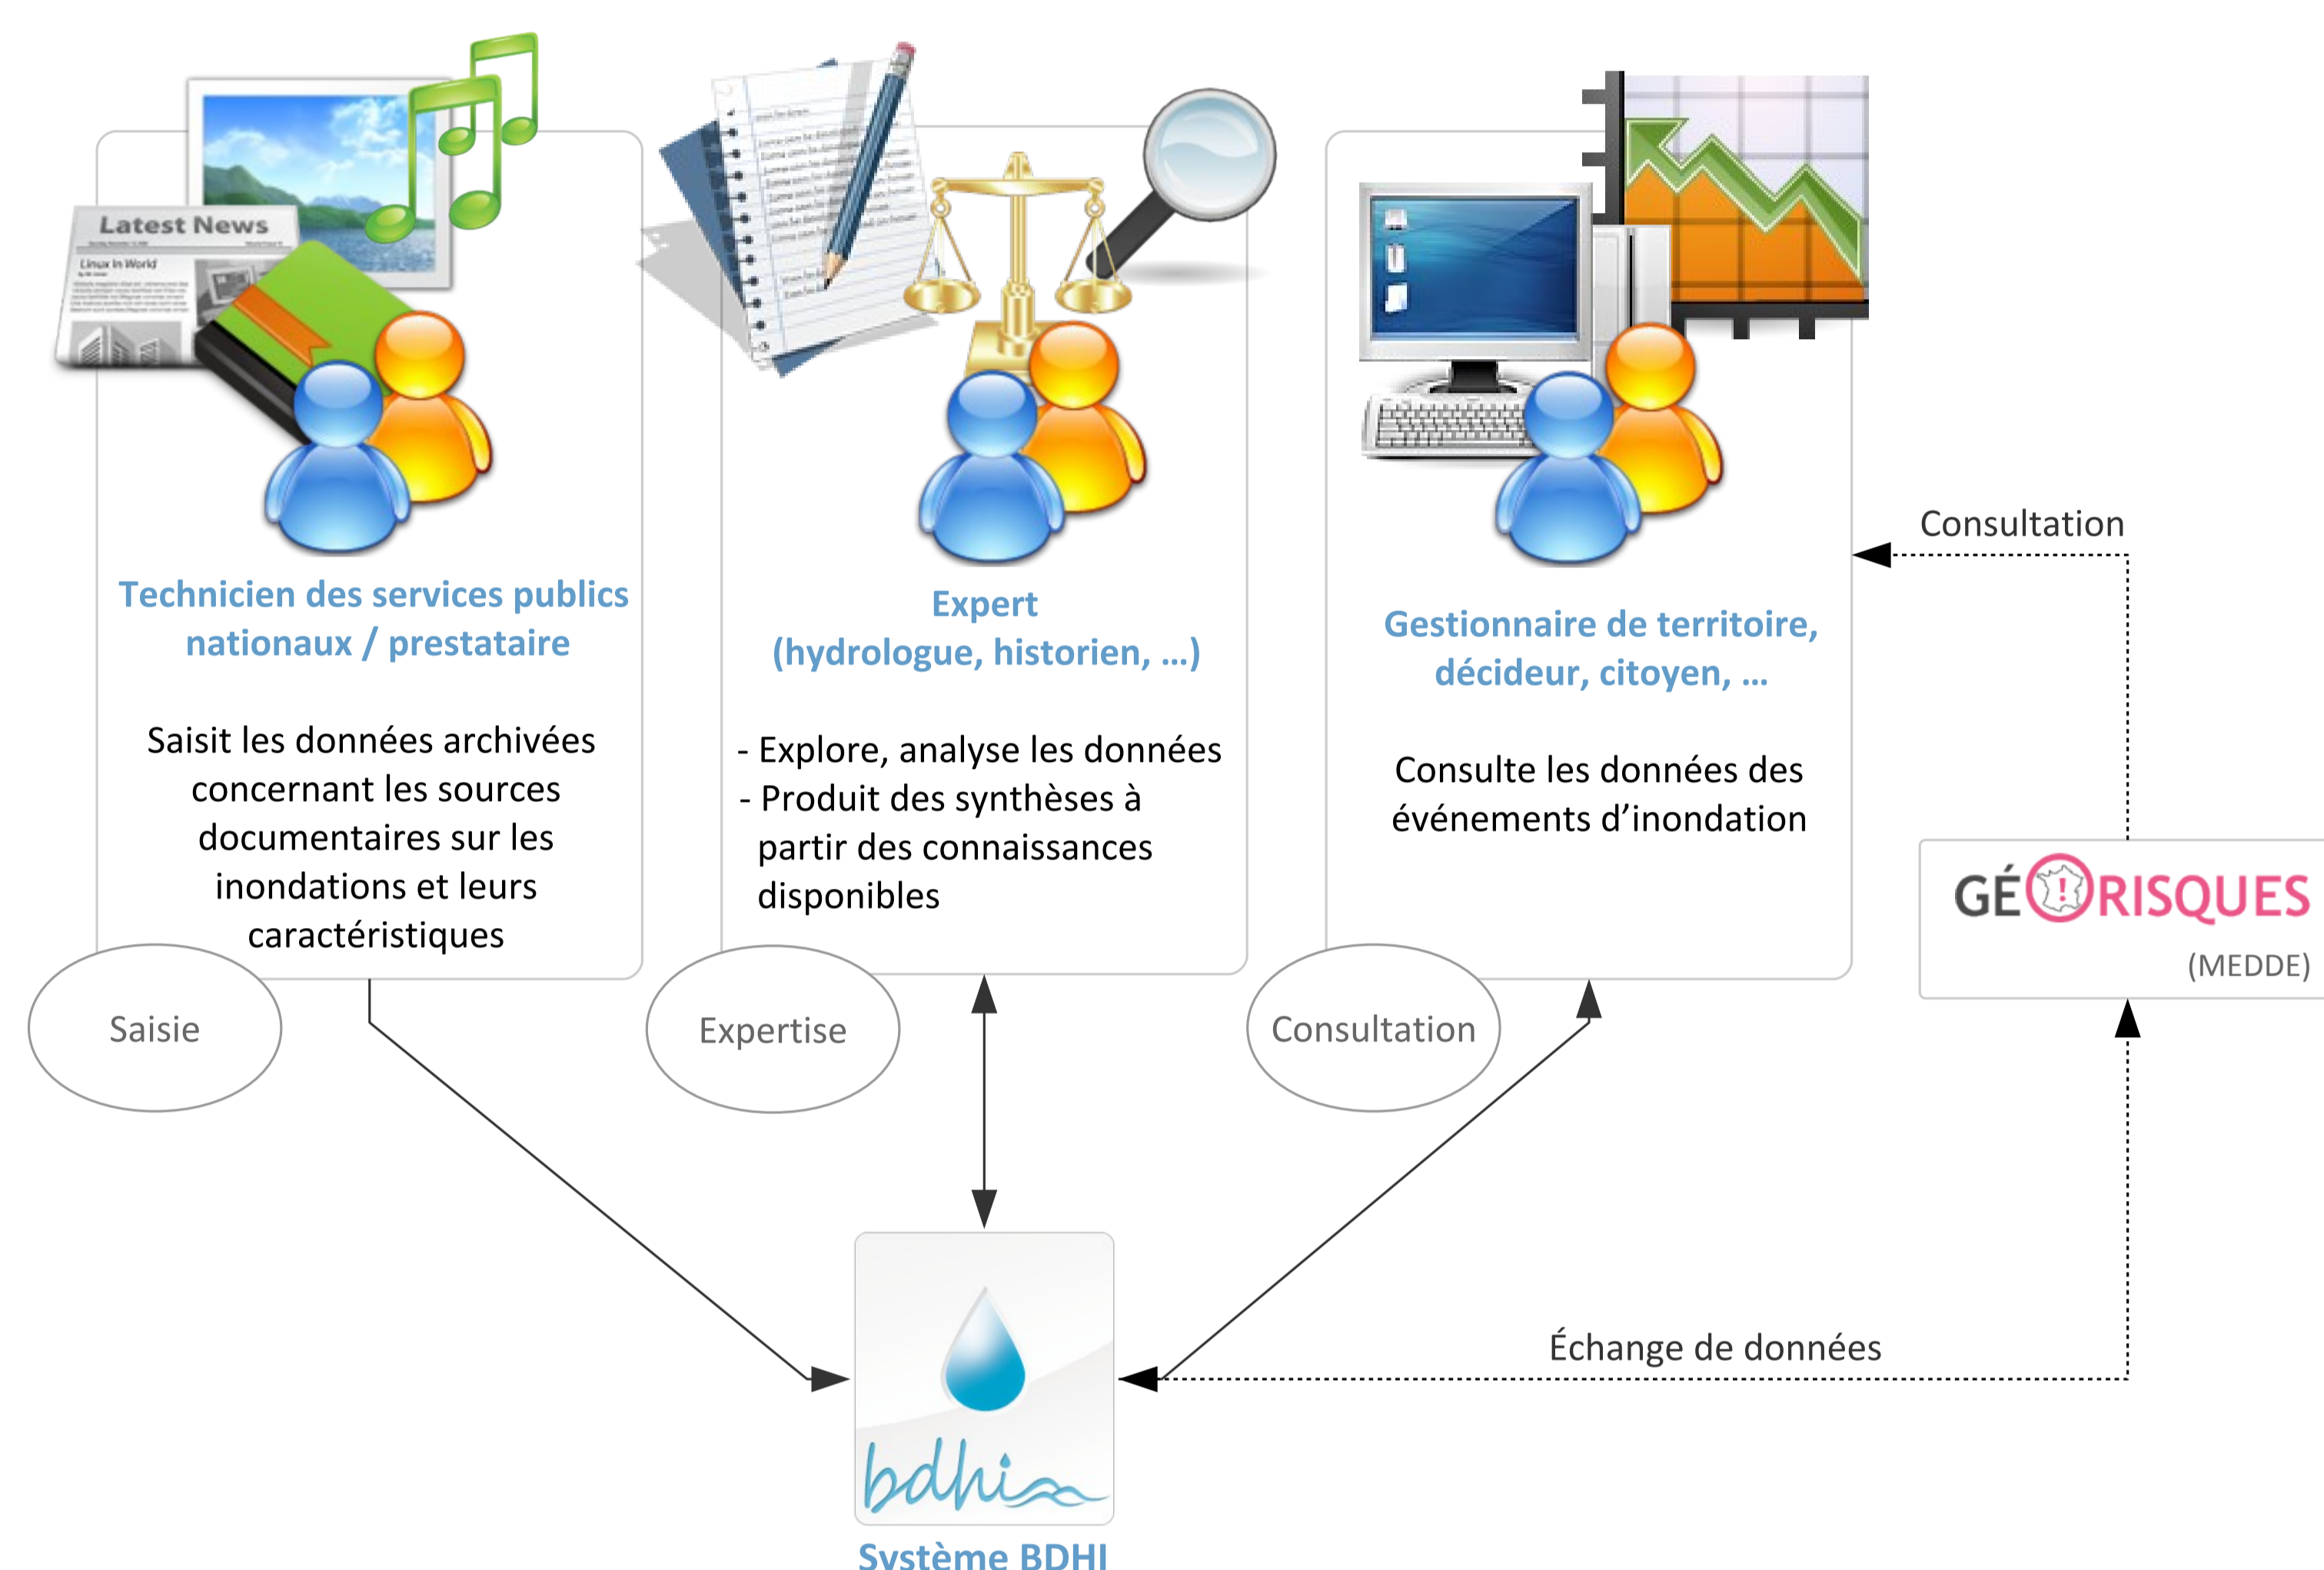 Latest News
Linux In World
Technicien des services publics
nationaux / prestataire
Saisit les données archivées
concernant les sources
documentaires sur les
inondations et leurs
caractéristiques
Saisie
Expert
(hydrologue, historien, ...)
- Explore, analyse les données
- Produit des synthèses à
partir des connaissances
disponibles
Expertise
Gestionnaire de territoire,
décideur, citoyen, ...
Consulte les données des
événements d’inondation
Consultation
Consultation
GÉORISQUES
(MEDDE)
Échange de données
bdhi
Système BDHI